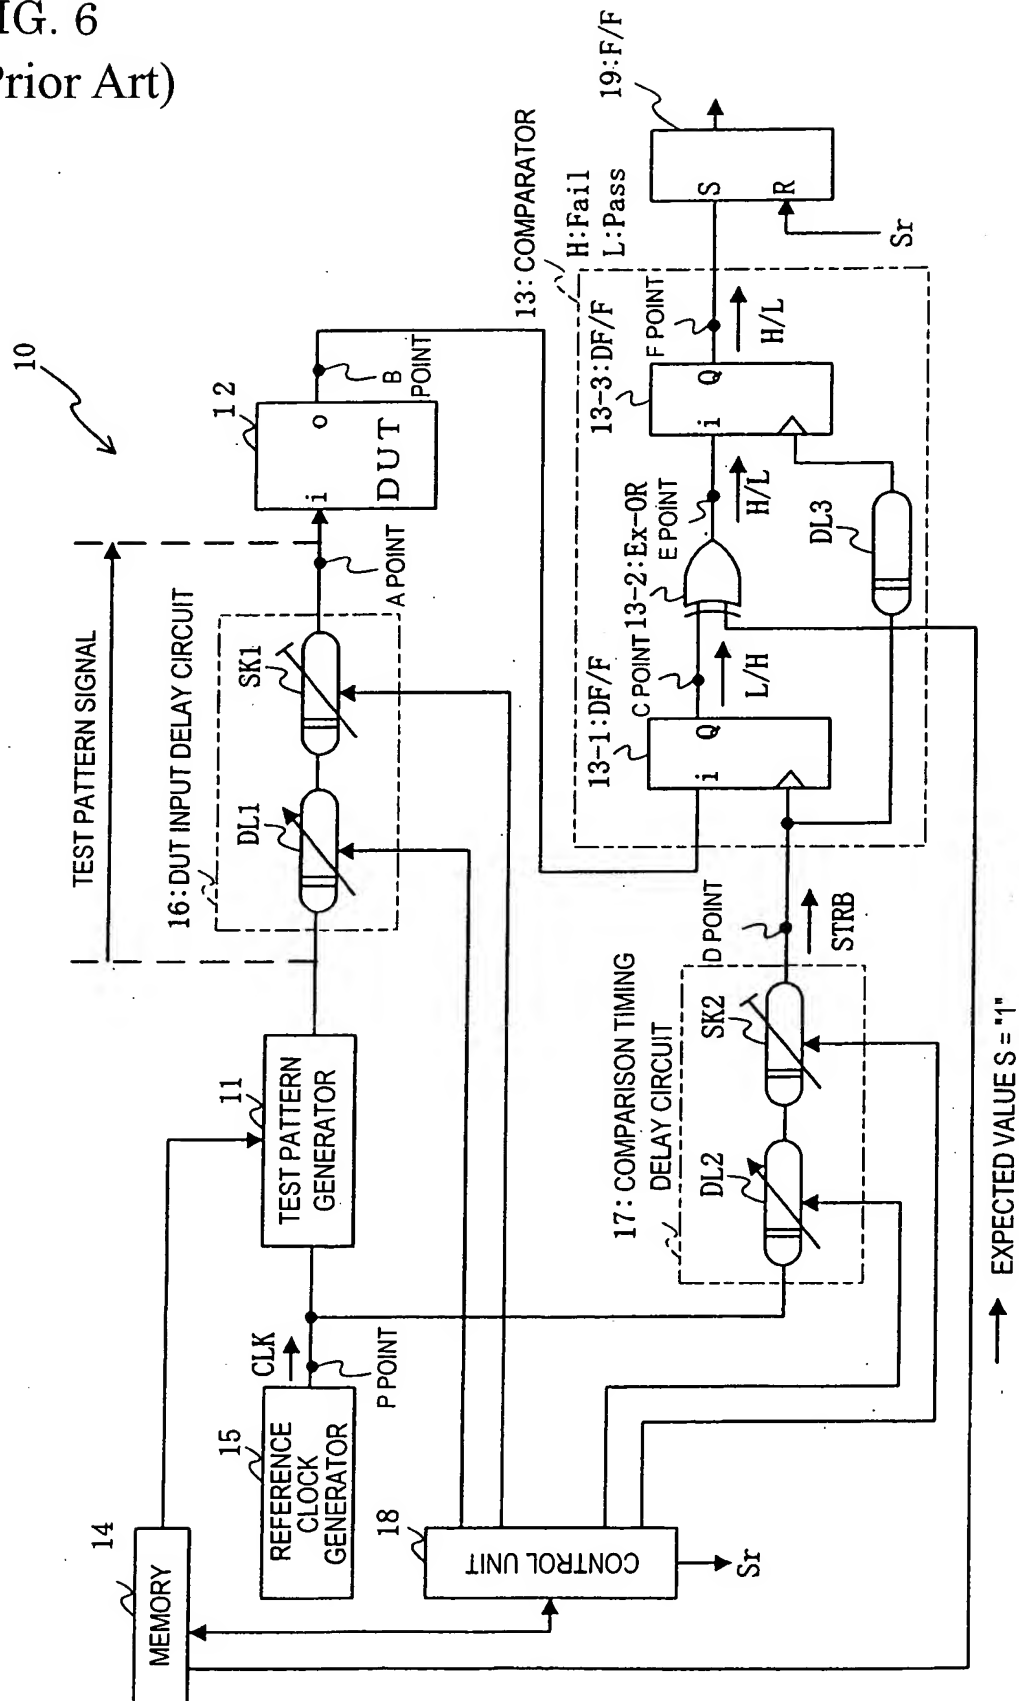 IG. 6
Prior Art)
10
TEST PATTERN SIGNAL
16:DUT INPUT DELAY CIRCUIT
DL1
SK1
A POINT
12
i
o
DUT
B
POINT
14
MEMORY
15
REFERENCE
CLOCK
GENERATOR
CLK
P POINT
11
TEST PATTERN
GENERATOR
18
CONTROL UNIT
Sr
17: COMPARISON TIMING
DELAY CIRCUIT
DL2
SK2
D POINT
STRB
13: COMPARATOR
13-1:DF/F
i
Q
C POINT
L/H
13-2:Ex-OR
E POINT
H/L
DL3
13-3:DF/F
i
Q
F POINT
H/L
H:Fail
L:Pass
19:F/F
S
R
Sr
EXPECTED VALUE S = "1"